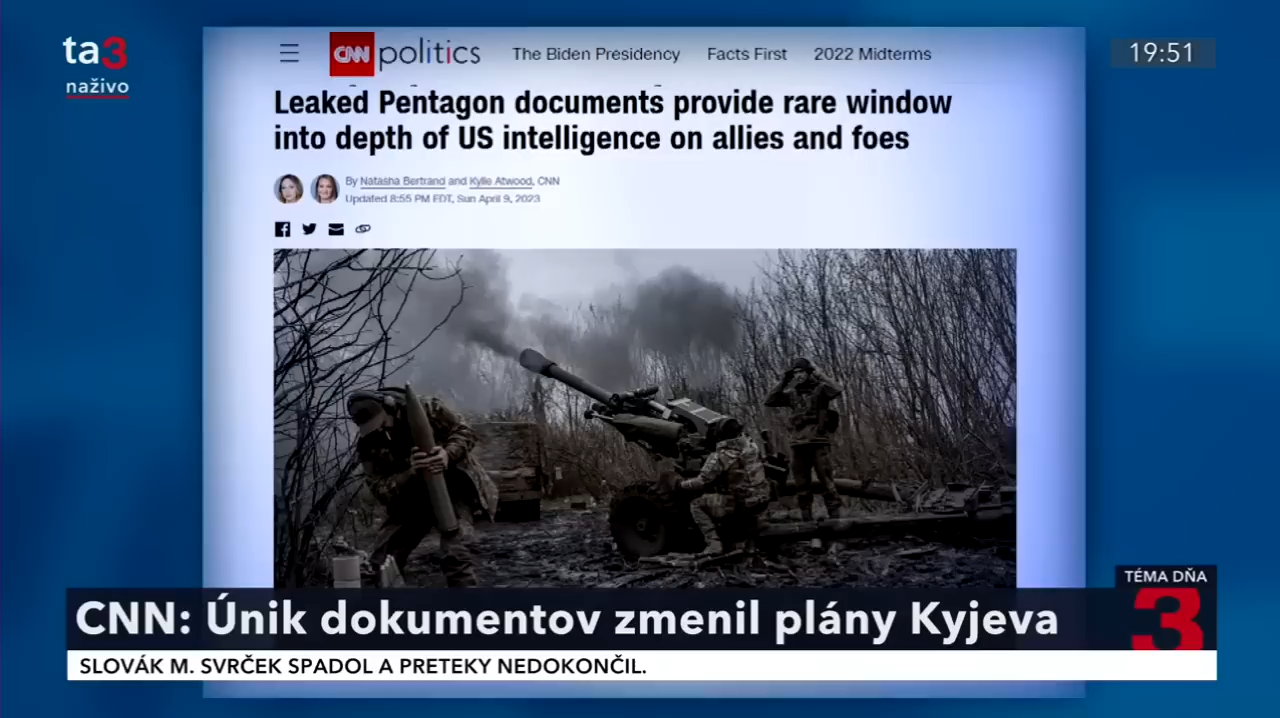 ta3
naživo
19:51
CNN politics The Biden Presidency Facts First 2022 Midterms
Leaked Pentagon documents provide rare window
into depth of US intelligence on allies and foes
By Natasha Bertrand and Kylie Atwood, CNN
Updated 8:55 PM EDT, Sun April 9, 2023
TÉMA DŇA
3
CNN: Únik dokumentov zmenil plány Kyjeva
SLOVÁK M. SVRČEK SPADOL A PRETEKY NEDOKONČIL.